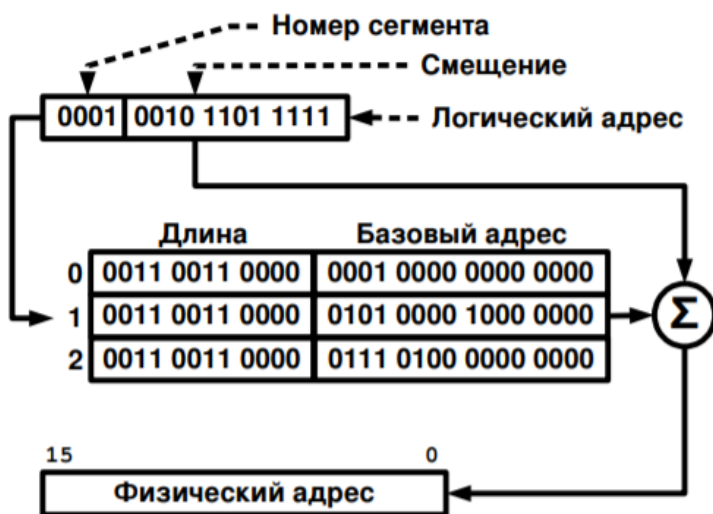 Номер сегмента
Смещение
0001 0010 1101 1111 Логический адрес
Длина Базовый адрес
0 0011 0011 0000 0001 0000 0000 0000
1 0011 0011 0000 0101 0000 1000 0000
2 0011 0011 0000 0111 0100 0000 0000
Σ
15 0
Физический адрес